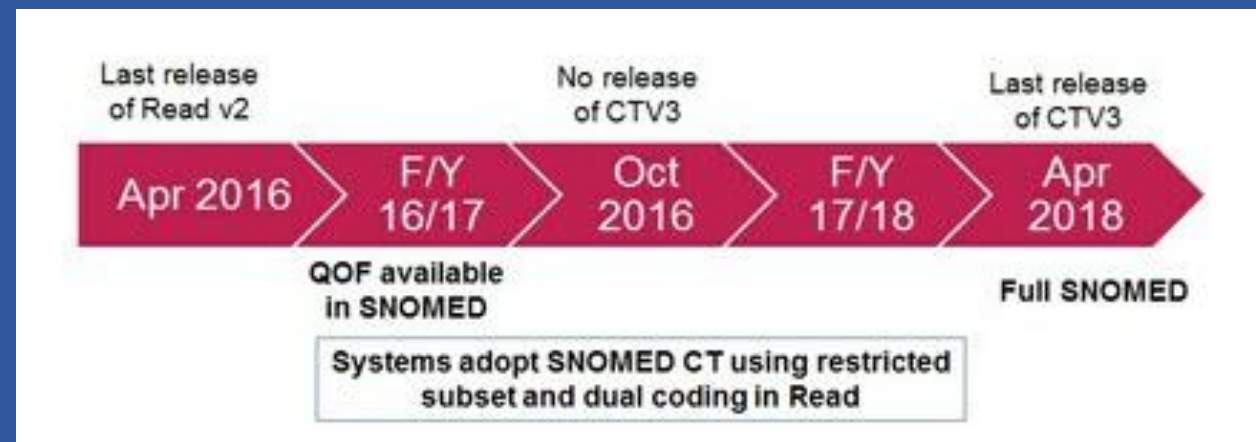 Last release
of Read v2
No release
of CTV3
Last release
of CTV3
Apr 2016
F/Y
16/17
Oct
2016
F/Y
17/18
Apr
2018
QOF available
in SNOMED
Full SNOMED
Systems adopt SNOMED CT using restricted
subset and dual coding in Read